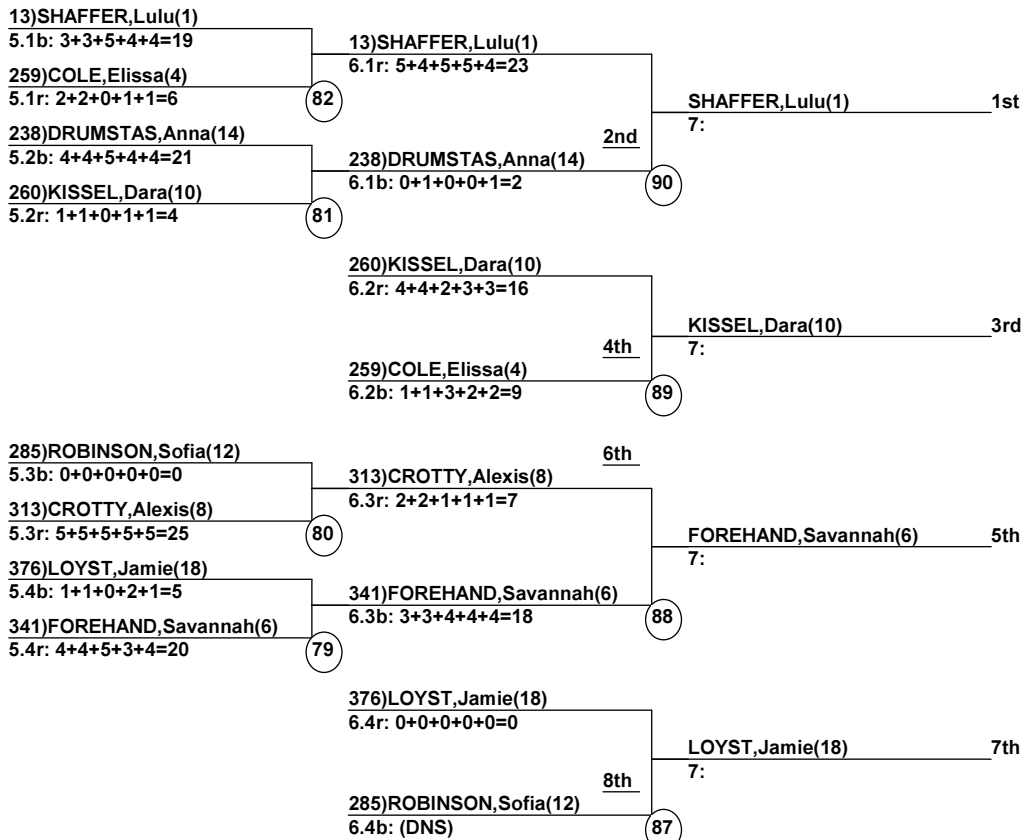 13)SHAFFER,Lulu(1)
5.1b: 3+3+5+4+4=19
259)COLE,Elissa(4)
5.1r: 2+2+0+1+1=6
82
238)DRUMSTAS,Anna(14)
5.2b: 4+4+5+4+4=21
260)KISSEL,Dara(10)
5.2r: 1+1+0+1+1=4
81
13)SHAFFER,Lulu(1)
6.1r: 5+4+5+5+4=23
2nd
238)DRUMSTAS,Anna(14)
6.1b: 0+1+0+0+1=2
90
SHAFFER,Lulu(1) 1st
7:
260)KISSEL,Dara(10)
6.2r: 4+4+2+3+3=16
4th
259)COLE,Elissa(4)
6.2b: 1+1+3+2+2=9
89
KISSEL,Dara(10) 3rd
7:
285)ROBINSON,Sofia(12)
5.3b: 0+0+0+0+0=0
313)CROTTY,Alexis(8)
5.3r: 5+5+5+5+5=25
80
376)LOYST,Jamie(18)
5.4b: 1+1+0+2+1=5
341)FOREHAND,Savannah(6)
5.4r: 4+4+5+3+4=20
79
6th
313)CROTTY,Alexis(8)
6.3r: 2+2+1+1+1=7
341)FOREHAND,Savannah(6)
6.3b: 3+3+4+4+4=18
88
FOREHAND,Savannah(6) 5th
7:
376)LOYST,Jamie(18)
6.4r: 0+0+0+0+0=0
8th
285)ROBINSON,Sofia(12)
6.4b: (DNS)
87
LOYST,Jamie(18) 7th
7: